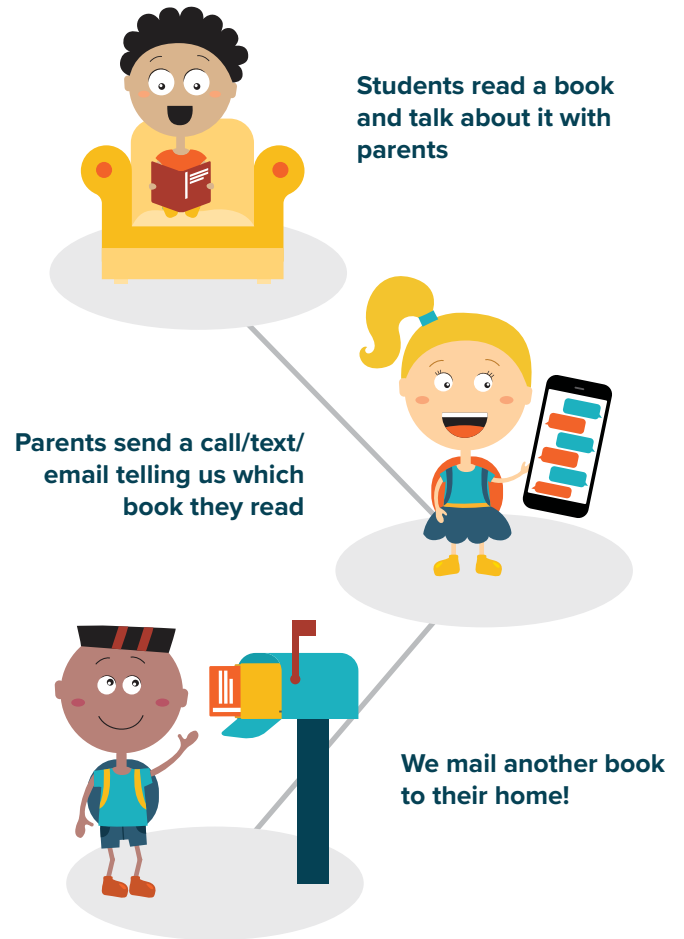 Students read a book
and talk about it with
parents
Parents send a call/text/
email telling us which
book they read
We mail another book
to their home!